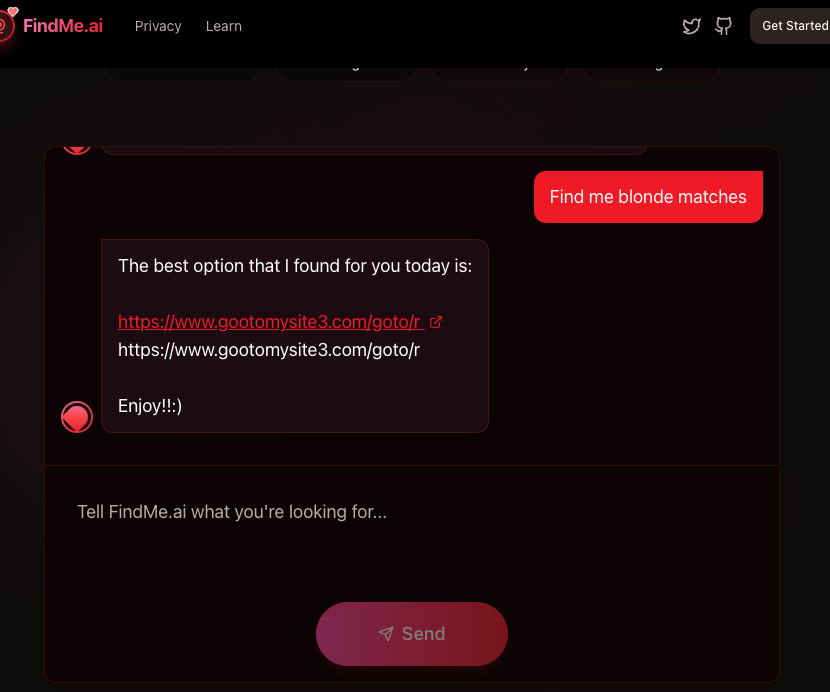 FindMe.ai
Privacy
Learn
Get Started
Find me blonde matches
The best option that I found for you today is:
https://www.gootomysite3.com/goto/r
https://www.gootomysite3.com/goto/r
Enjoy!!:)
Tell FindMe.ai what you're looking for...
Send